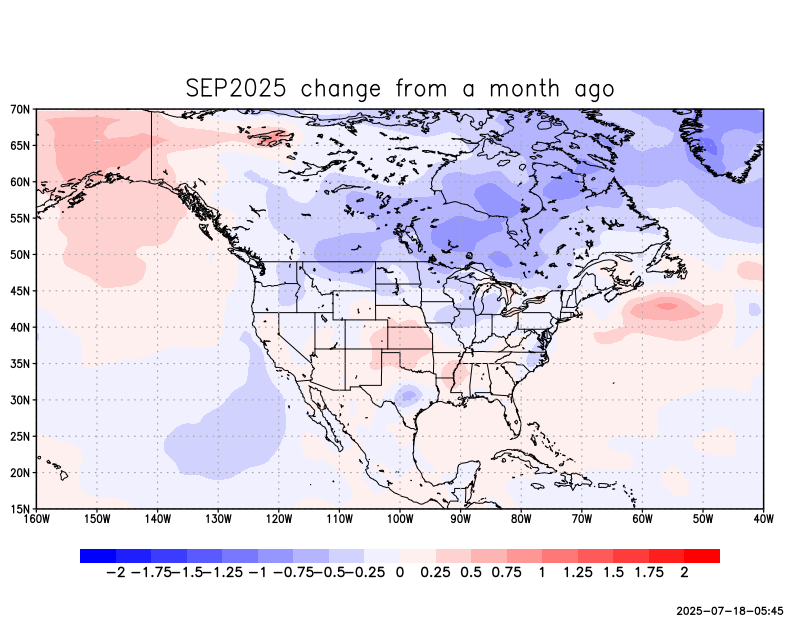 SEP2025 change from a month ago
70N
65N
60N
55N
50N
45N
40N
35N
30N
25N
20N
15N
160W 150W 140W 130W 120W 110W 100W 90W 80W 70W 60W 50W 40W
−2 −1.75 −1.5 −1.25 −1 −0.75 −0.5 −0.25 0 0.25 0.5 0.75 1 1.25 1.5 1.75 2
2025-07-18-05:45